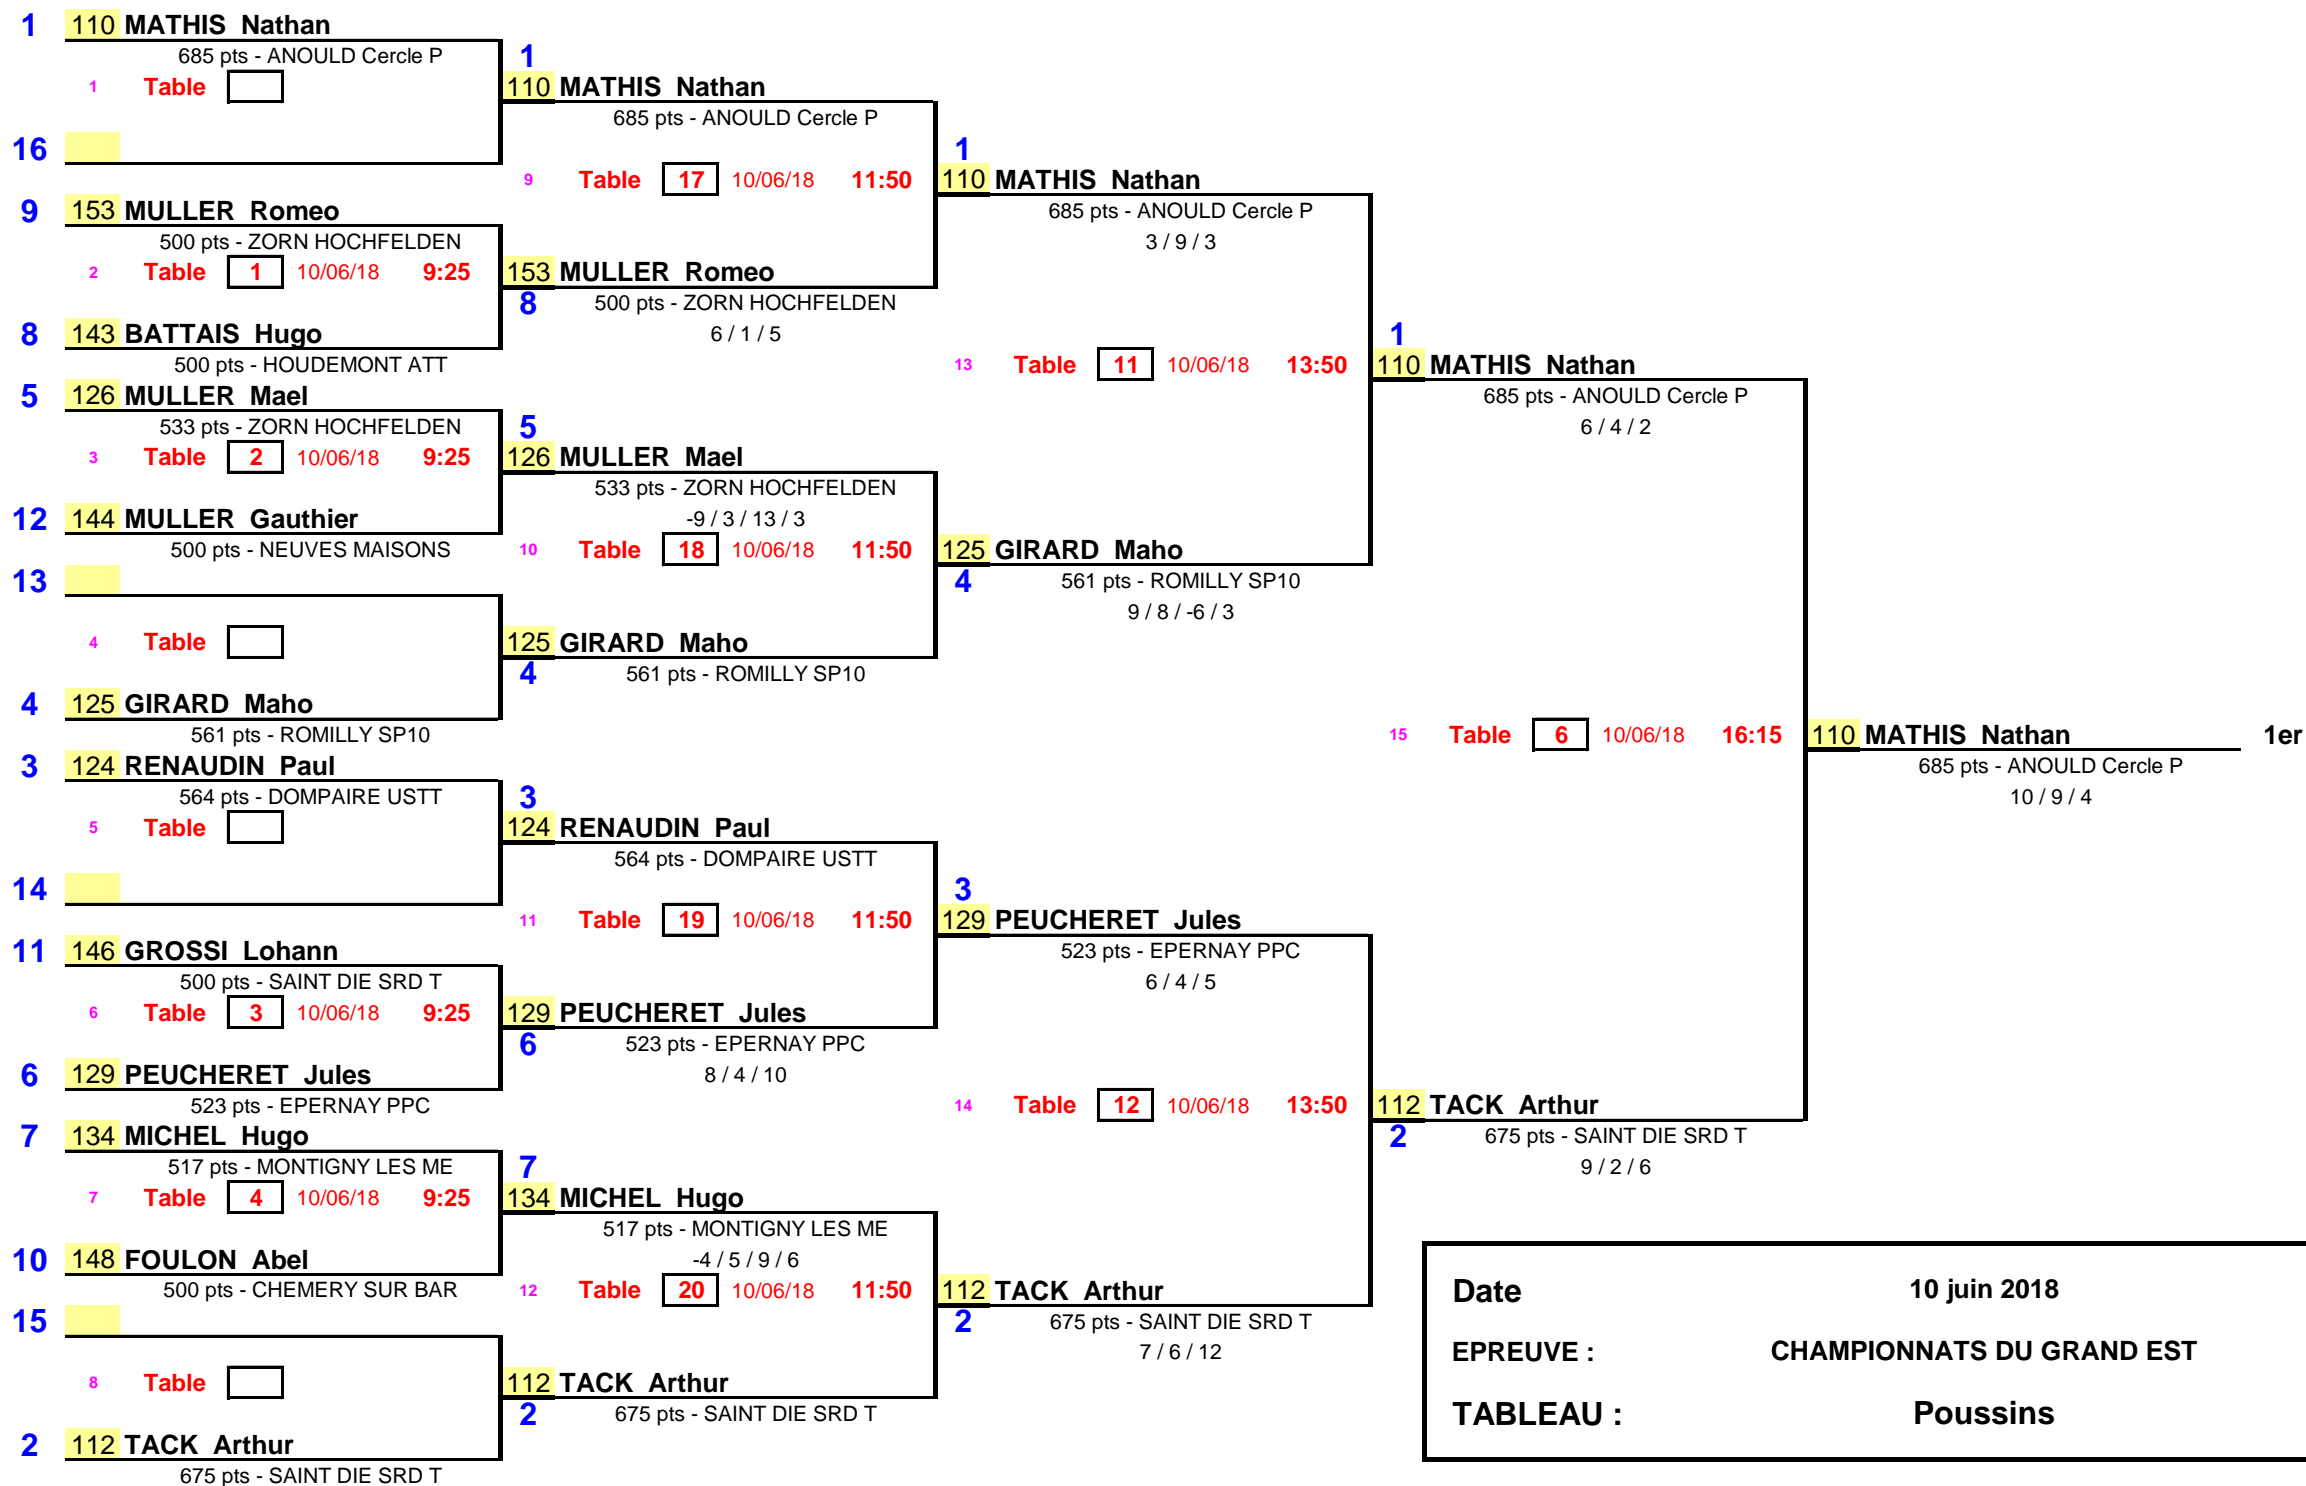 1 110 MATHIS Nathan
685 pts - ANOULD Cercle P
1 Table
16
9 153 MULLER Romeo
500 pts - ZORN HOCHFELDEN
2 Table 1 10/06/18 9:25
8 143 BATTAIS Hugo
500 pts - HOUDEMONT ATT
5 126 MULLER Mael
533 pts - ZORN HOCHFELDEN
3 Table 2 10/06/18 9:25
12 144 MULLER Gauthier
500 pts - NEUVES MAISONS
13
4 Table
4 125 GIRARD Maho
561 pts - ROMILLY SP10
3 124 RENAUDIN Paul
564 pts - DOMPAIRE USTT
5 Table
14
11 146 GROSSI Lohann
500 pts - SAINT DIE SRD T
6 Table 3 10/06/18 9:25
6 129 PEUCHERET Jules
523 pts - EPERNAY PPC
7 134 MICHEL Hugo
517 pts - MONTIGNY LES ME
7 Table 4 10/06/18 9:25
10 148 FOULON Abel
500 pts - CHEMERY SUR BAR
15
8 Table
2 112 TACK Arthur
675 pts - SAINT DIE SRD T
1
110 MATHIS Nathan
685 pts - ANOULD Cercle P
9 Table 17 10/06/18 11:50
153 MULLER Romeo
8 500 pts - ZORN HOCHFELDEN
6 / 1 / 5
5
126 MULLER Mael
533 pts - ZORN HOCHFELDEN
-9 / 3 / 13 / 3
10 Table 18 10/06/18 11:50
125 GIRARD Maho
4 561 pts - ROMILLY SP10
3
124 RENAUDIN Paul
564 pts - DOMPAIRE USTT
11 Table 19 10/06/18 11:50
129 PEUCHERET Jules
6 523 pts - EPERNAY PPC
8 / 4 / 10
7
134 MICHEL Hugo
517 pts - MONTIGNY LES ME
-4 / 5 / 9 / 6
12 Table 20 10/06/18 11:50
112 TACK Arthur
2 675 pts - SAINT DIE SRD T
1
110 MATHIS Nathan
685 pts - ANOULD Cercle P
3 / 9 / 3
13 Table 11 10/06/18 13:50
125 GIRARD Maho
4 561 pts - ROMILLY SP10
9 / 8 / -6 / 3
3
129 PEUCHERET Jules
523 pts - EPERNAY PPC
6 / 4 / 5
14 Table 12 10/06/18 13:50
112 TACK Arthur
2 675 pts - SAINT DIE SRD T
7 / 6 / 12
1
110 MATHIS Nathan
685 pts - ANOULD Cercle P
6 / 4 / 2
15 Table 6 10/06/18 16:15
112 TACK Arthur
2 675 pts - SAINT DIE SRD T
9 / 2 / 6
110 MATHIS Nathan 1er
685 pts - ANOULD Cercle P
10 / 9 / 4
Date 10 juin 2018
EPREUVE : CHAMPIONNATS DU GRAND EST
TABLEAU : Poussins